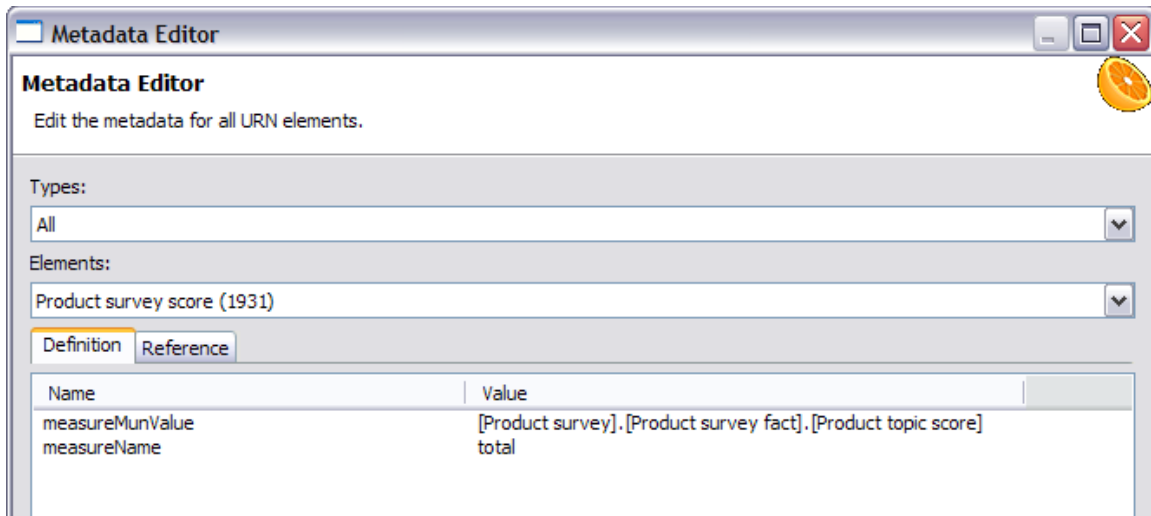 Metadata Editor
Metadata Editor
Edit the metadata for all URN elements.
Types:
All
Elements:
Product survey score (1931)
Definition Reference
Name Value
measureMunValue [Product survey].[Product survey fact].[Product topic score]
measureName total